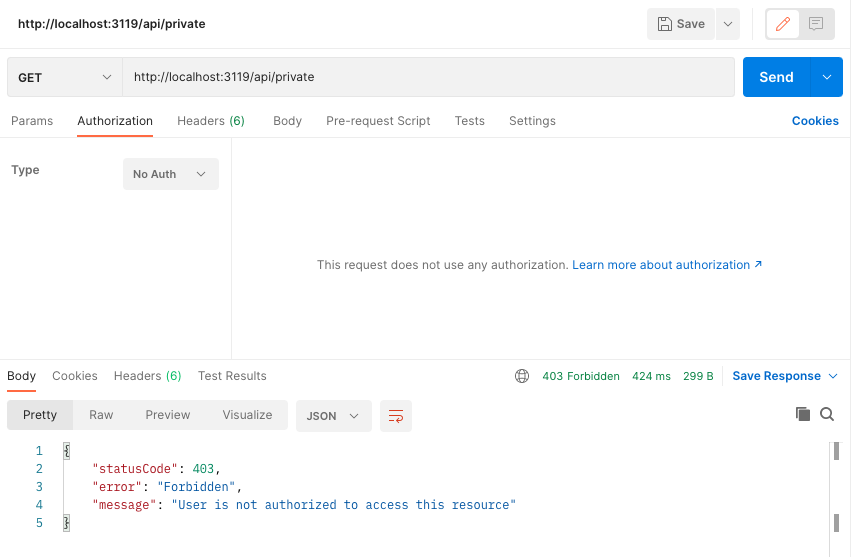 http://localhost:3119/api/private
Save
GET
http://localhost:3119/api/private
Send
Params Authorization Headers (6) Body Pre-request Script Tests Settings Cookies
Type
No Auth
This request does not use any authorization. Learn more about authorization ↗
Body Cookies Headers (6) Test Results 403 Forbidden 424 ms 299 B Save Response
Pretty Raw Preview Visualize JSON
1 {
2 "statusCode": 403,
3 "error": "Forbidden",
4 "message": "User is not authorized to access this resource"
5 }